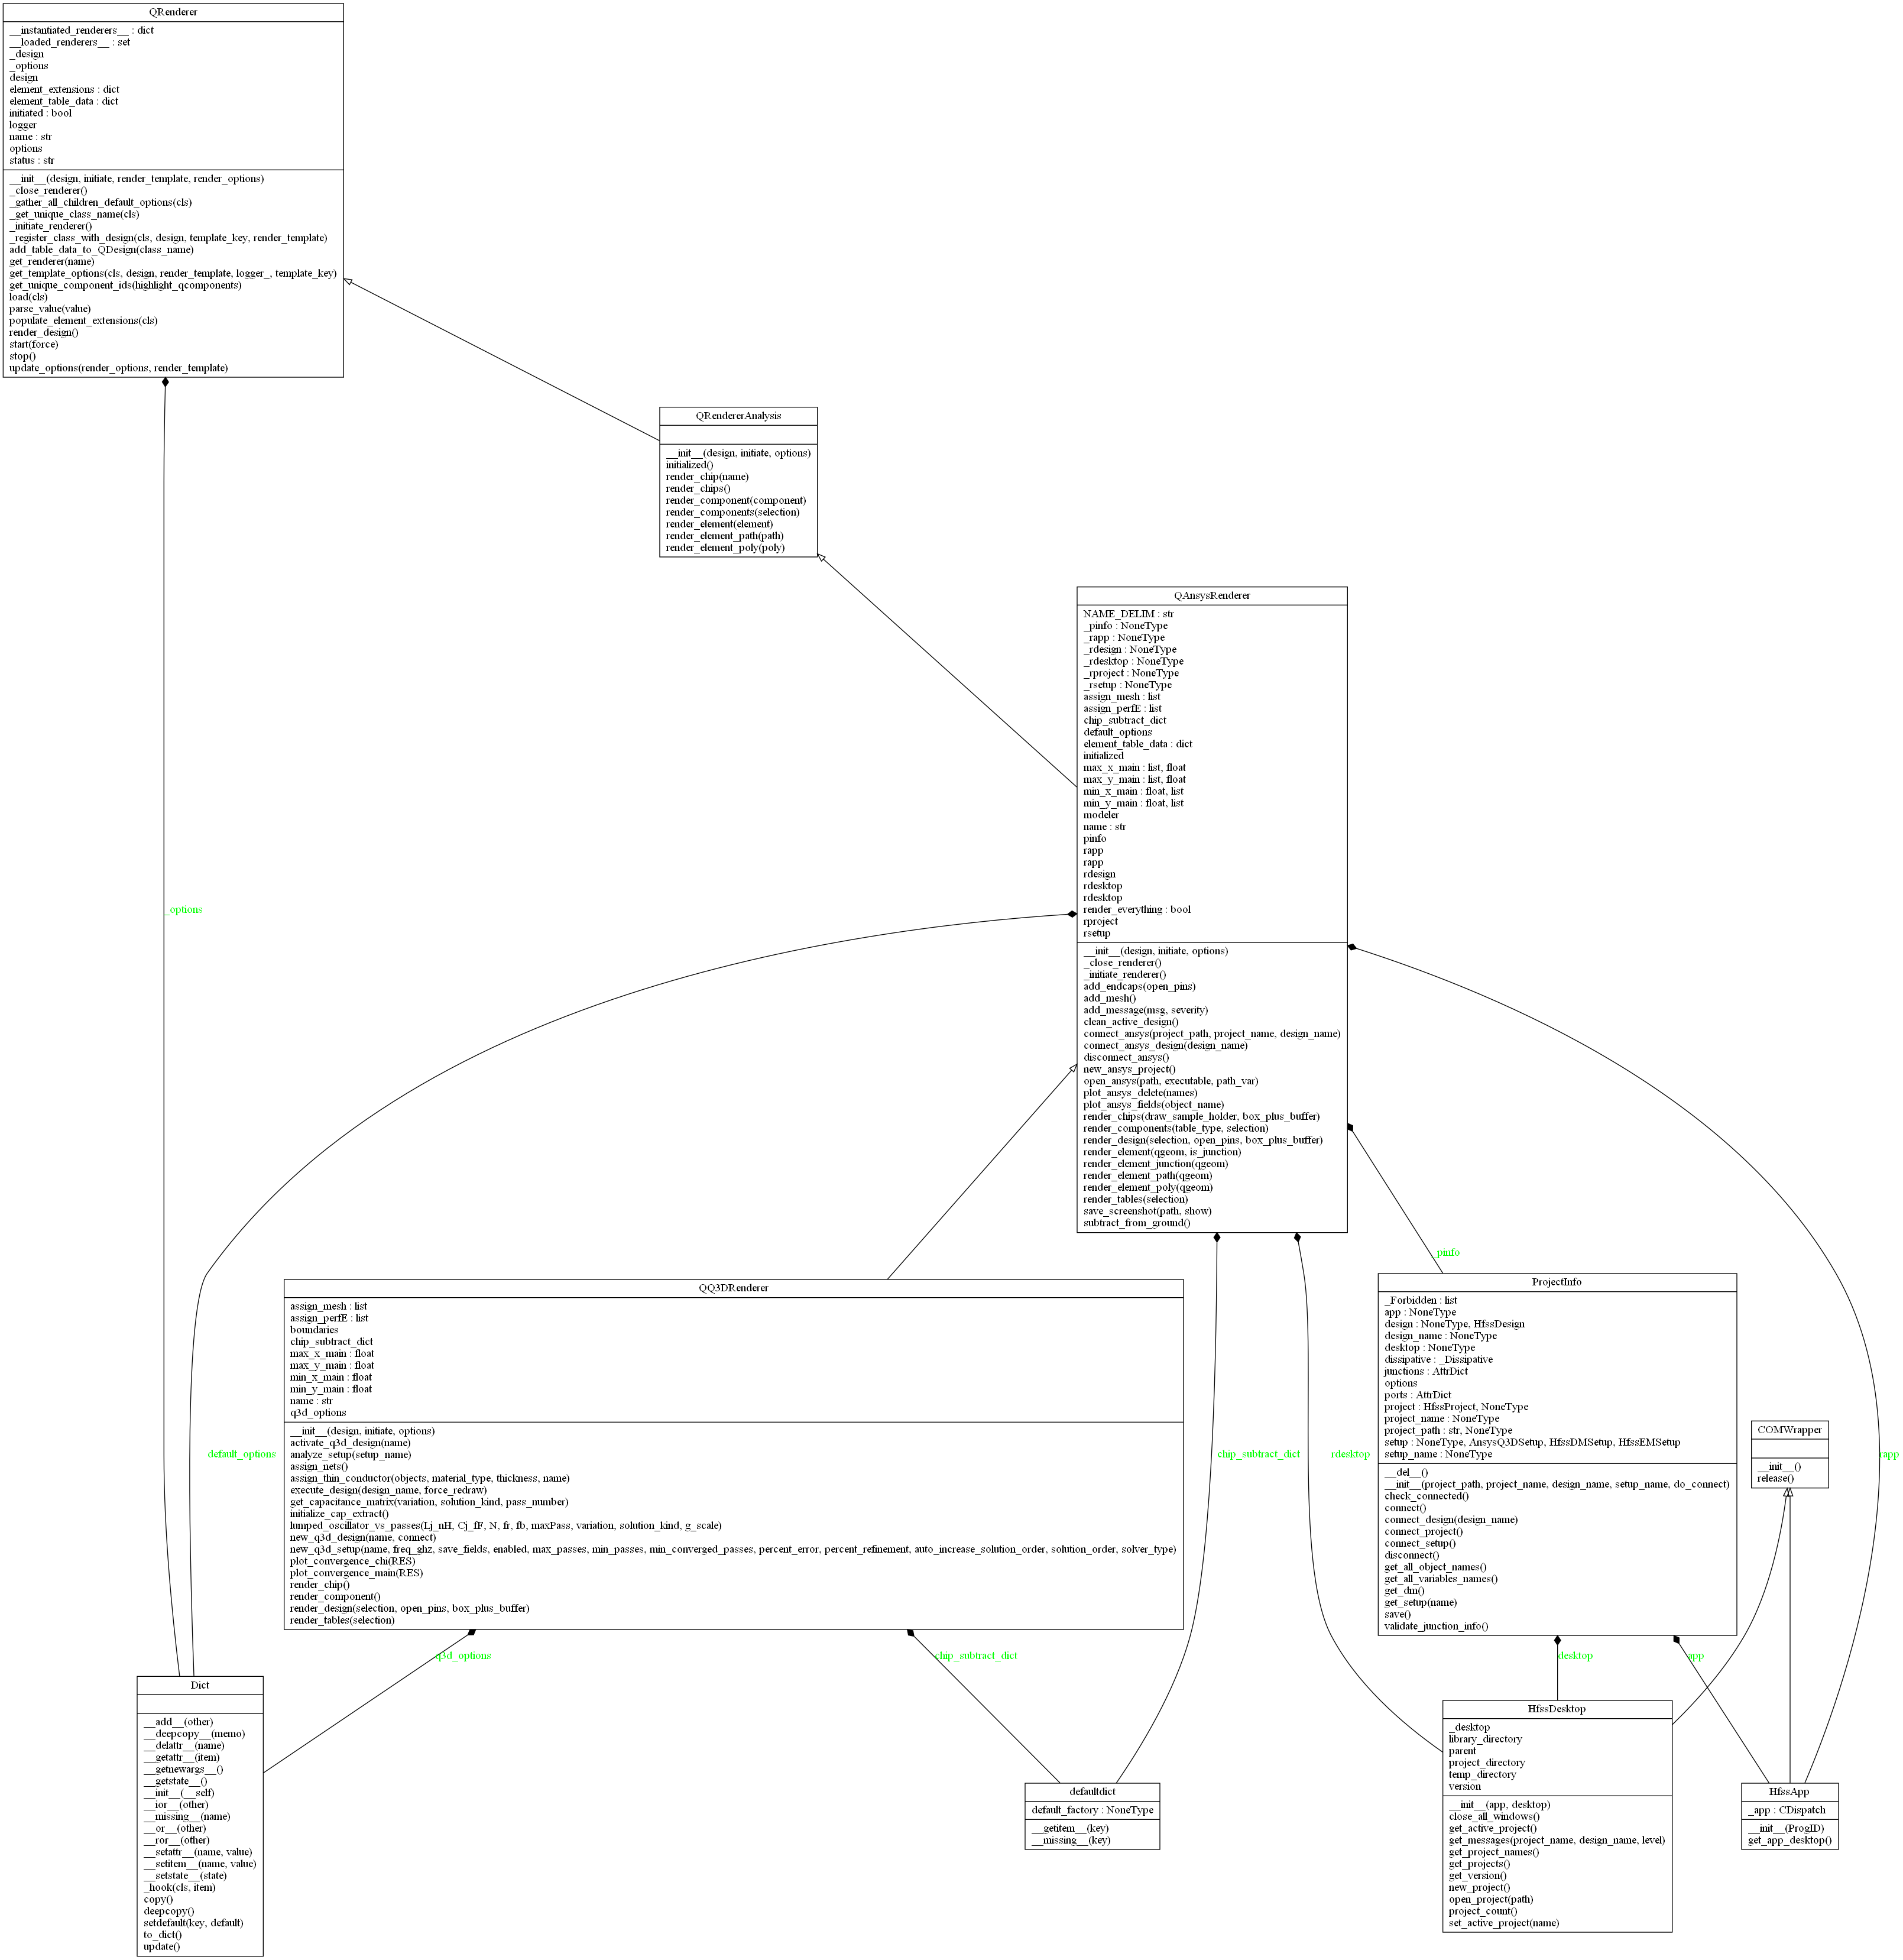 QRenderer
__instantiated_renderers__ : dict
__loaded_renderers__ : set
_design
_options
design
element_extensions : dict
element_table_data : dict
initiated : bool
logger
name : str
options
status : str
__init__(design, initiate, render_template, render_options)
_close_renderer()
_gather_all_children_default_options(cls)
_get_unique_class_name(cls)
_initiate_renderer()
_register_class_with_design(cls, design, template_key, render_template)
add_table_data_to_QDesign(class_name)
get_renderer(name)
get_template_options(cls, design, render_template, logger_, template_key)
get_unique_component_ids(highlight_qcomponents)
load(cls)
parse_value(value)
populate_element_extensions(cls)
render_design()
start(force)
stop()
update_options(render_options, render_template)
QRendererAnalysis
__init__(design, initiate, options)
initialized()
render_chip(name)
render_chips()
render_component(component)
render_components(selection)
render_element(element)
render_element_path(path)
render_element_poly(poly)
QAnsysRenderer
NAME_DELIM : str
_pinfo : NoneType
_rapp : NoneType
_rdesign : NoneType
_rdesktop : NoneType
_rproject : NoneType
_rsetup : NoneType
assign_mesh : list
assign_perfE : list
chip_subtract_dict
default_options
element_table_data : dict
initialized
max_x_main : list, float
max_y_main : list, float
min_x_main : float, list
min_y_main : float, list
modeler
name : str
pinfo
rapp
rapp
rdesign
rdesktop
rdesktop
render_everything : bool
rproject
rsetup
__init__(design, initiate, options)
_close_renderer()
_initiate_renderer()
add_endcaps(open_pins)
add_mesh()
add_message(msg, severity)
clean_active_design()
connect_ansys(project_path, project_name, design_name)
connect_ansys_design(design_name)
disconnect_ansys()
new_ansys_project()
open_ansys(path, executable, path_var)
plot_ansys_delete(names)
plot_ansys_fields(object_name)
render_chips(draw_sample_holder, box_plus_buffer)
render_components(table_type, selection)
render_design(selection, open_pins, box_plus_buffer)
render_element(qgeom, is_junction)
render_element_junction(qgeom)
render_element_path(qgeom)
render_element_poly(qgeom)
render_tables(selection)
save_screenshot(path, show)
subtract_from_ground()
_options
_pinfo
QQ3DRenderer
assign_mesh : list
assign_perfE : list
boundaries
chip_subtract_dict
max_x_main : float
max_y_main : float
min_x_main : float
min_y_main : float
name : str
q3d_options
__init__(design, initiate, options)
activate_q3d_design(name)
analyze_setup(setup_name)
assign_nets()
assign_thin_conductor(objects, material_type, thickness, name)
execute_design(design_name, force_redraw)
get_capacitance_matrix(variation, solution_kind, pass_number)
initialize_cap_extract()
lumped_oscillator_vs_passes(Lj_nH, Cj_fF, N, fr, fb, maxPass, variation, solution_kind, g_scale)
new_q3d_design(name, connect)
new_q3d_setup(name, freq_ghz, save_fields, enabled, max_passes, min_passes, min_converged_passes, percent_error, percent_refinement, auto_increase_solution_order, solution_order, solver_type)
plot_convergence_chi(RES)
plot_convergence_main(RES)
render_chip()
render_component()
render_design(selection, open_pins, box_plus_buffer)
render_tables(selection)
ProjectInfo
_Forbidden : list
app : NoneType
design : NoneType, HfssDesign
design_name : NoneType
desktop : NoneType
dissipative : _Dissipative
junctions : AttrDict
options
ports : AttrDict
project : HfssProject, NoneType
project_name : NoneType
project_path : str, NoneType
setup : NoneType, AnsysQ3DSetup, HfssDMSetup, HfssEMSetup
setup_name : NoneType
__del__()
__init__(project_path, project_name, design_name, setup_name, do_connect)
check_connected()
connect()
connect_design(design_name)
connect_project()
connect_setup()
disconnect()
get_all_object_names()
get_all_variables_names()
get_dm()
get_setup(name)
save()
validate_junction_info()
COMWrapper
__init__()
release()
default_options
chip_subtract_dict
rdesktop
rapp
q3d_options
chip_subtract_dict
desktop
app
Dict
__add__(other)
__deepcopy__(memo)
__delattr__(name)
__getattr__(item)
__getnewargs__()
__getstate__()
__init__(__self)
__ior__(other)
__missing__(name)
__or__(other)
__ror__(other)
__setattr__(name, value)
__setitem__(name, value)
__setstate__(state)
_hook(cls, item)
copy()
deepcopy()
setdefault(key, default)
to_dict()
update()
defaultdict
default_factory : NoneType
__getitem__(key)
__missing__(key)
HfssDesktop
_desktop
library_directory
parent
project_directory
temp_directory
version
__init__(app, desktop)
close_all_windows()
get_active_project()
get_messages(project_name, design_name, level)
get_project_names()
get_projects()
get_version()
new_project()
open_project(path)
project_count()
set_active_project(name)
HfssApp
_app : CDispatch
__init__(ProgID)
get_app_desktop()